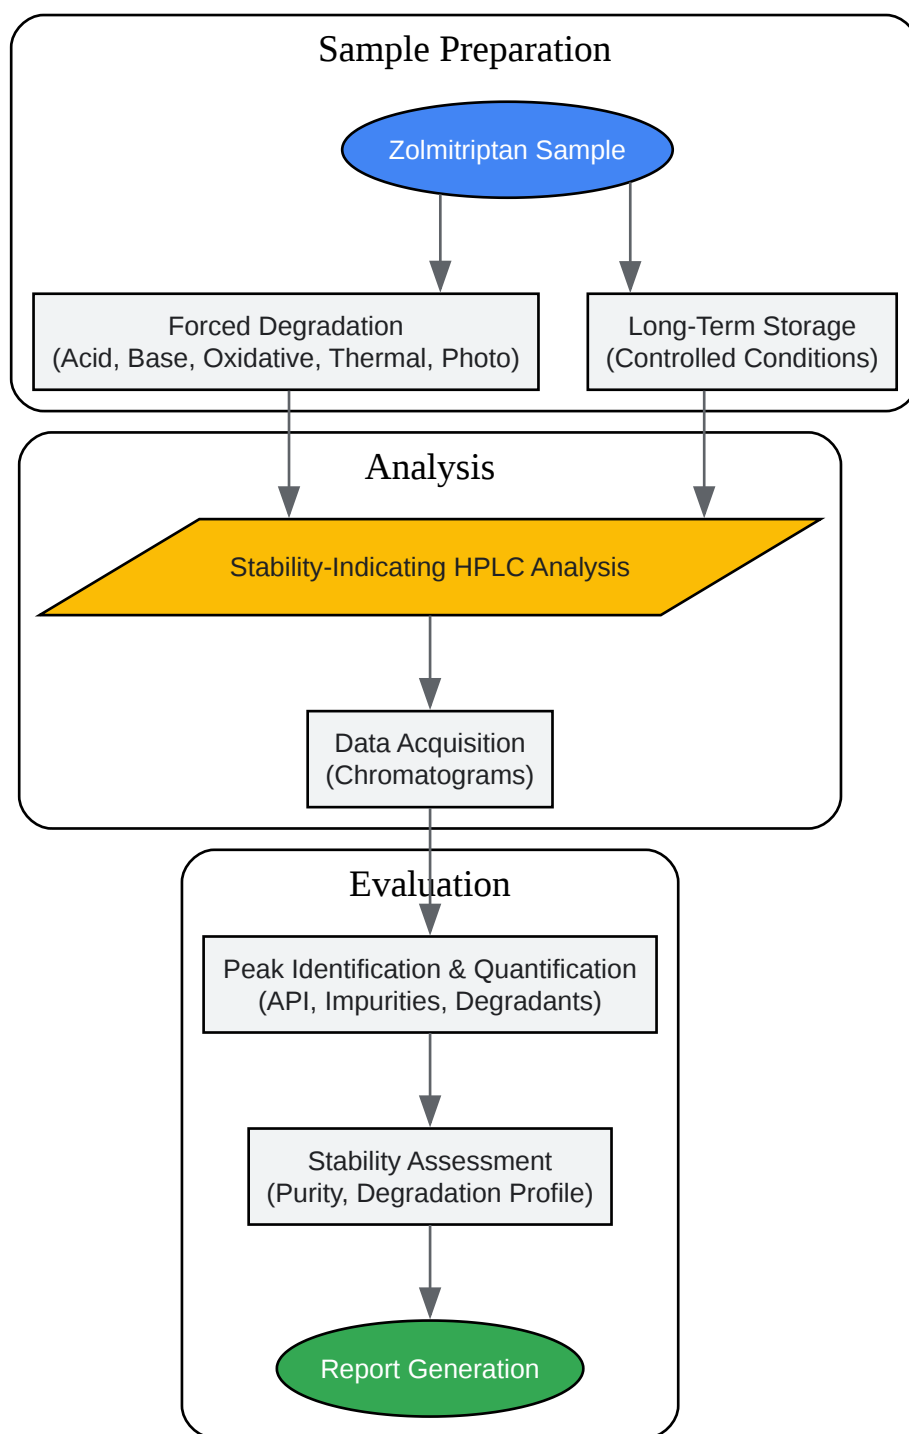 Sample Preparation
Zolmitriptan Sample
Forced Degradation
(Acid, Base, Oxidative, Thermal, Photo)
Long-Term Storage
(Controlled Conditions)
Analysis
Stability-Indicating HPLC Analysis
Data Acquisition
(Chromatograms)
Evaluation
Peak Identification & Quantification
(API, Impurities, Degradants)
Stability Assessment
(Purity, Degradation Profile)
Report Generation